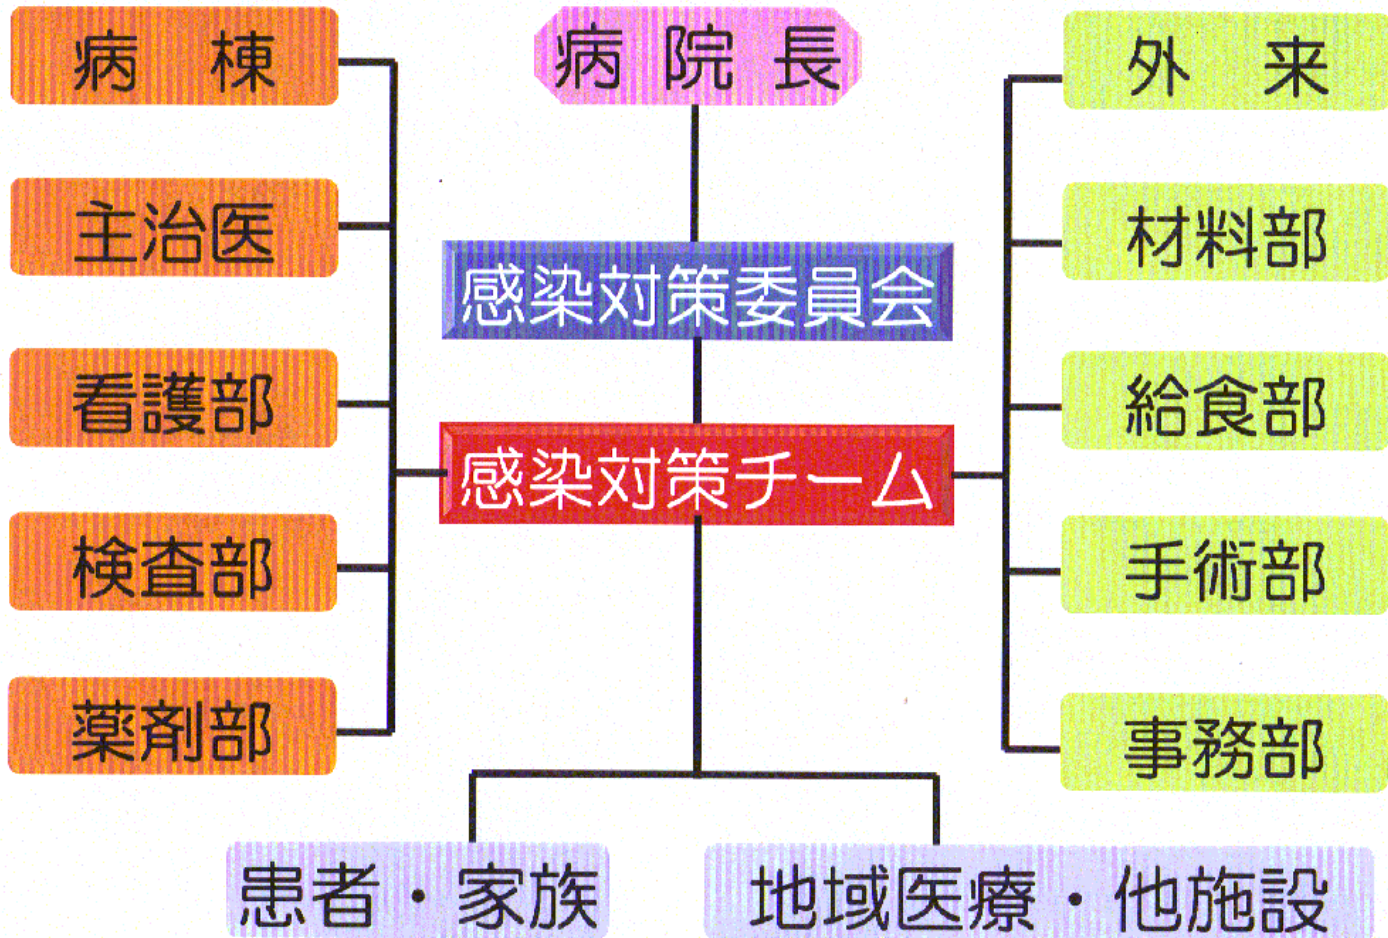 病院長
感染対策委員会
感染対策チーム
病棟
主治医
看護部
検査部
薬剤部
外来
材料部
給食部
手術部
事務部
患者・家族
地域医療・他施設